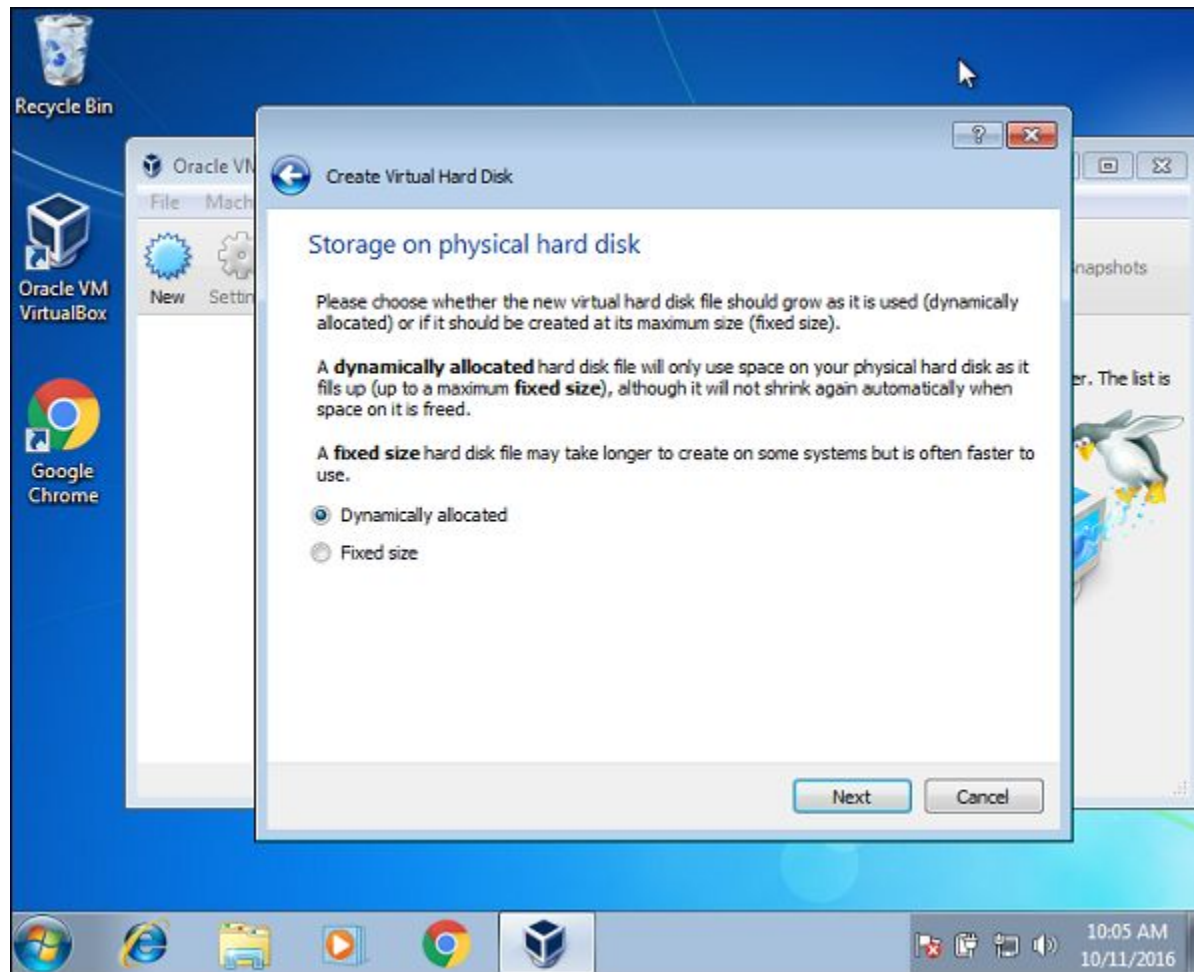 Recycle Bin
Oracle VM
VirtualBox
Google
Chrome
Oracle VM
File Mach
New Settin
Create Virtual Hard Disk
Storage on physical hard disk
Please choose whether the new virtual hard disk file should grow as it is used (dynamically
allocated) or if it should be created at its maximum size (fixed size).
A dynamically allocated hard disk file will only use space on your physical hard disk as it
fills up (up to a maximum fixed size), although it will not shrink again automatically when
space on it is freed.
A fixed size hard disk file may take longer to create on some systems but is often faster to
use.
Dynamically allocated
Fixed size
Next Cancel
napshots
er. The list is
10:05 AM
10/11/2016